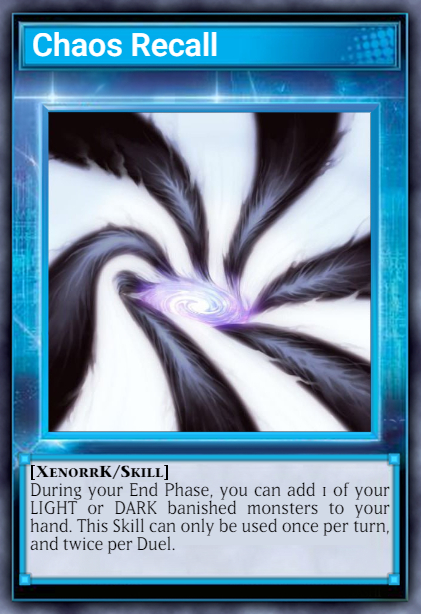 Chaos Recall
[XenorrK/Skill]
During your End Phase, you can add 1 of your
LIGHT or DARK banished monsters to your
hand. This Skill can only be used once per turn,
and twice per Duel.